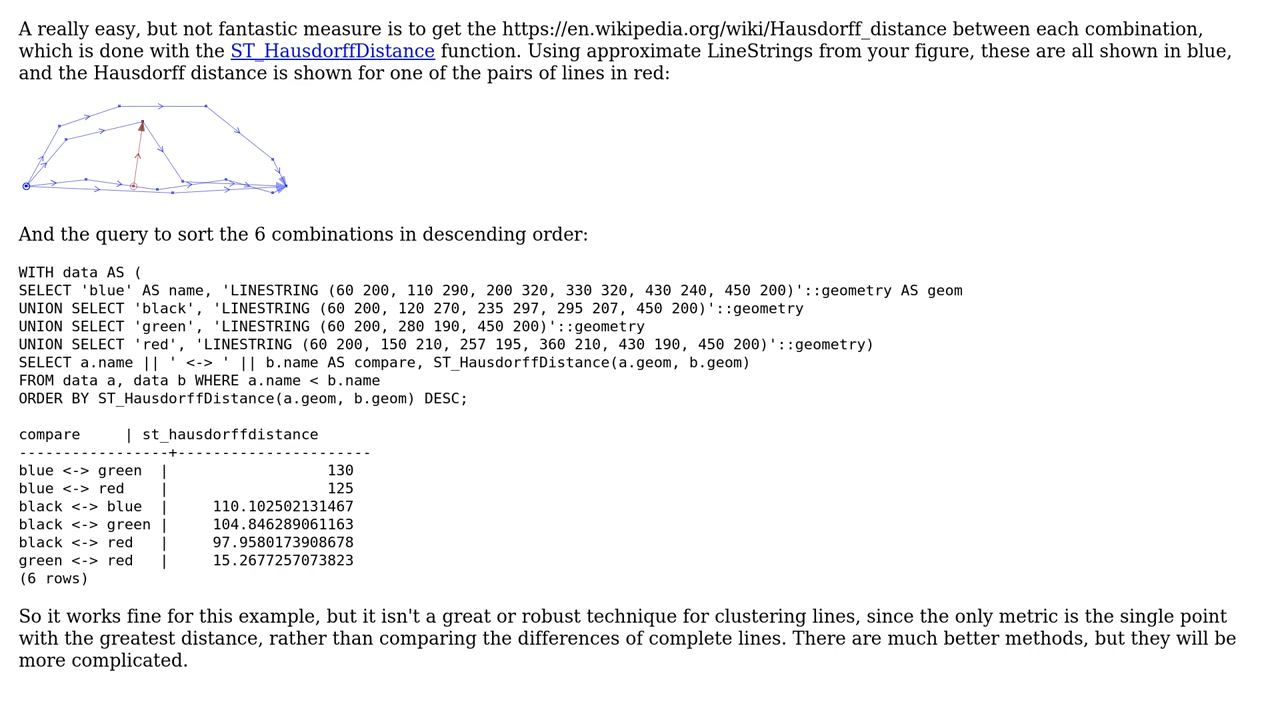 A really easy, but not fantastic measure is to get the https://en.wikipedia.org/wiki/Hausdorff_distance between each combination,
which is done with the ST_HausdorffDistance function. Using approximate LineStrings from your figure, these are all shown in blue,
and the Hausdorff distance is shown for one of the pairs of lines in red:
And the query to sort the 6 combinations in descending order:
WITH data AS (
SELECT 'blue' AS name, 'LINESTRING (60 200, 110 290, 200 320, 330 320, 430 240, 450 200)'::geometry AS geom
UNION SELECT 'black', 'LINESTRING (60 200, 120 270, 235 297, 295 207, 450 200)'::geometry
UNION SELECT 'green', 'LINESTRING (60 200, 280 190, 450 200)'::geometry
UNION SELECT 'red', 'LINESTRING (60 200, 150 210, 257 195, 360 210, 430 190, 450 200)'::geometry)
SELECT a.name || ' <-> ' || b.name AS compare, ST_HausdorffDistance(a.geom, b.geom)
FROM data a, data b WHERE a.name < b.name
ORDER BY ST_HausdorffDistance(a.geom, b.geom) DESC;
compare     | st_hausdorffdistance
-----------------+----------------------
blue <-> green  |                  130
blue <-> red    |                  125
black <-> blue  |     110.102502131467
black <-> green |     104.846289061163
black <-> red   |     97.9580173908678
green <-> red   |     15.2677257073823
(6 rows)
So it works fine for this example, but it isn't a great or robust technique for clustering lines, since the only metric is the single point
with the greatest distance, rather than comparing the differences of complete lines. There are much better methods, but they will be
more complicated.